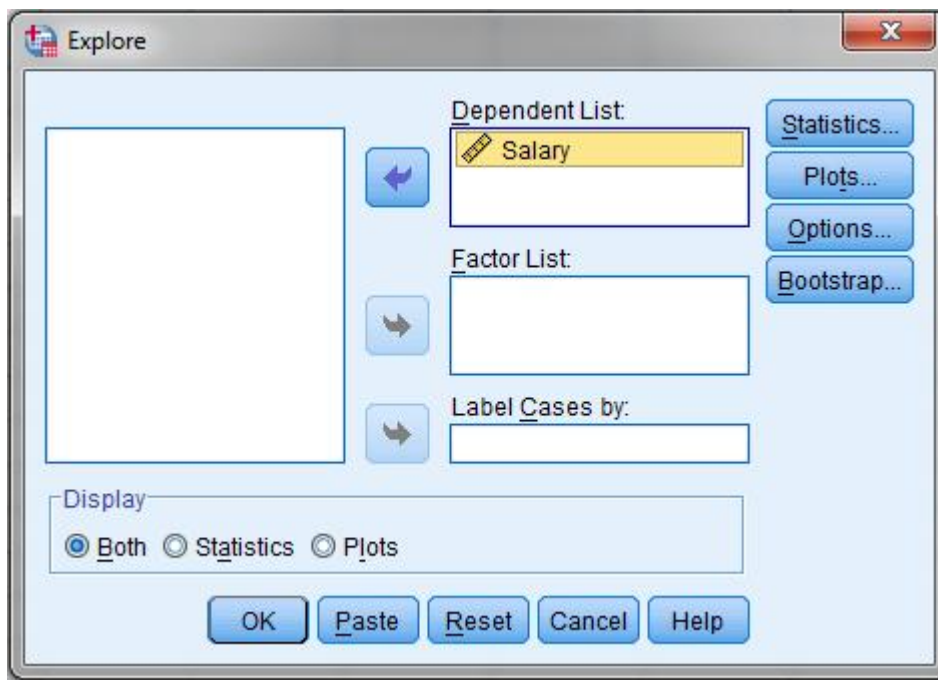 Explore
Dependent List:
Salary
Statistics...
Plots...
Options...
Bootstrap...
Factor List:
Label Cases by:
Display
Both Statistics Plots
OK Paste Reset Cancel Help